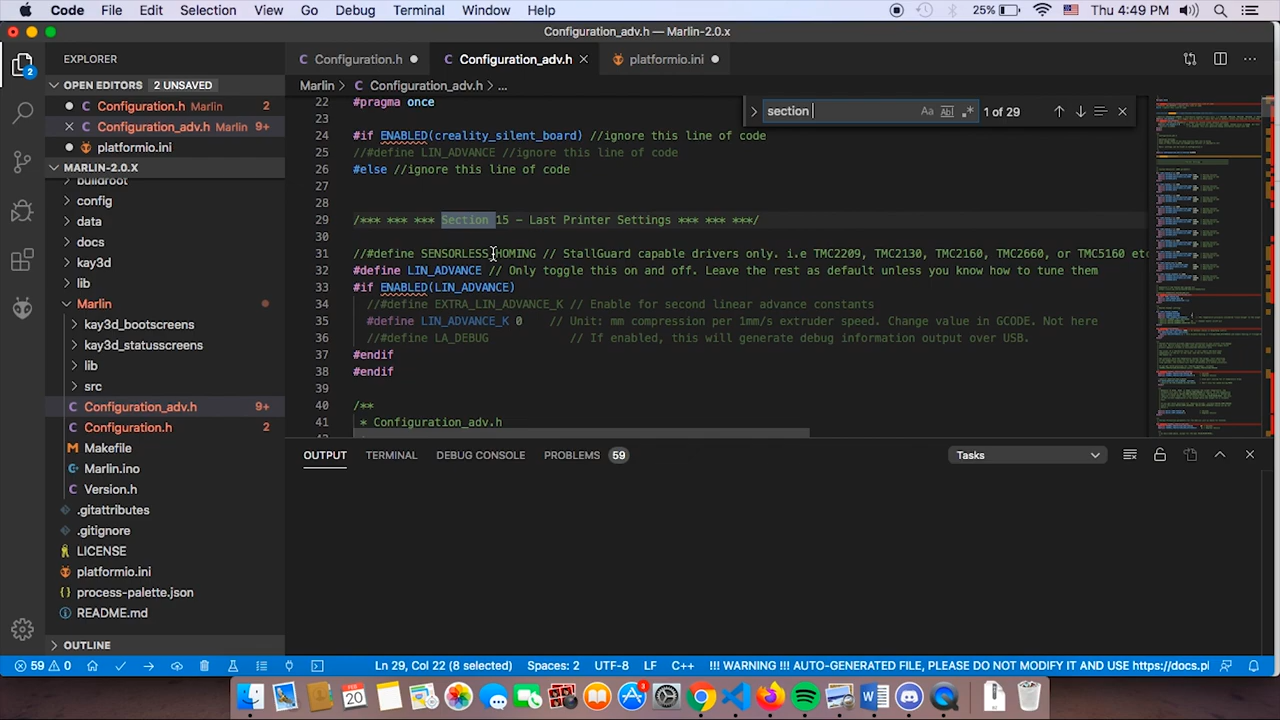 Code File Edit Selection View Go Debug Terminal Window Help 25% Thu 4:49 PM
Configuration_adv.h — Marlin-2.0.x
EXPLORER
Configuration.h
Configuration_adv.h
platformio.ini
2
OPEN EDITORS 2 UNSAVED
Marlin > Configuration_adv.h > ...
Configuration.h Marlin 2
Configuration_adv.h Marlin 9+
platformio.ini
MARLIN-2.0.X
buildroot
config
data
docs
kay3d
lib
Marlin
kay3d_bootscreens
kay3d_statusscreens
lib
src
Configuration_adv.h 9+
Configuration.h 2
Makefile
Marlin.ino
Version.h
.gitattributes
.gitignore
LICENSE
platformio.ini
process-palette.json
README.md
OUTLINE
section Aa Abl .* 1 of 29
22 #pragma once
23
24 #if ENABLED(creality_silent_board) //ignore this line of code
25 //#define LIN_ADVANCE //ignore this line of code
26 #else //ignore this line of code
27
28
29 /*** *** *** Section 15 – Last Printer Settings *** *** ***/
30
31 //#define SENSORLESS_HOMING // StallGuard capable drivers only. i.e TMC2209, TMC2130, TMC2160, TMC2660, or TMC5160 etc
32 #define LIN_ADVANCE // Only toggle this on and off. Leave the rest as default unless you know how to tune them
33 #if ENABLED(LIN_ADVANCE)
34 //#define EXTRA_LIN_ADVANCE_K // Enable for second linear advance constants
35 #define LIN_ADVANCE_K 0 // Unit: mm compression per 1mm/s extruder speed. Change value in GCODE. Not here
36 //#define LA_DEBUG // If enabled, this will generate debug information output over USB.
37 #endif
38 #endif
39
40 /**
41 * Configuration_adv.h
OUTPUT TERMINAL DEBUG CONSOLE PROBLEMS 59 Tasks
59 0 Ln 29, Col 22 (8 selected) Spaces: 2 UTF-8 LF C++ !!! WARNING !!! AUTO-GENERATED FILE, PLEASE DO NOT MODIFY IT AND USE https://docs.pl
20
3